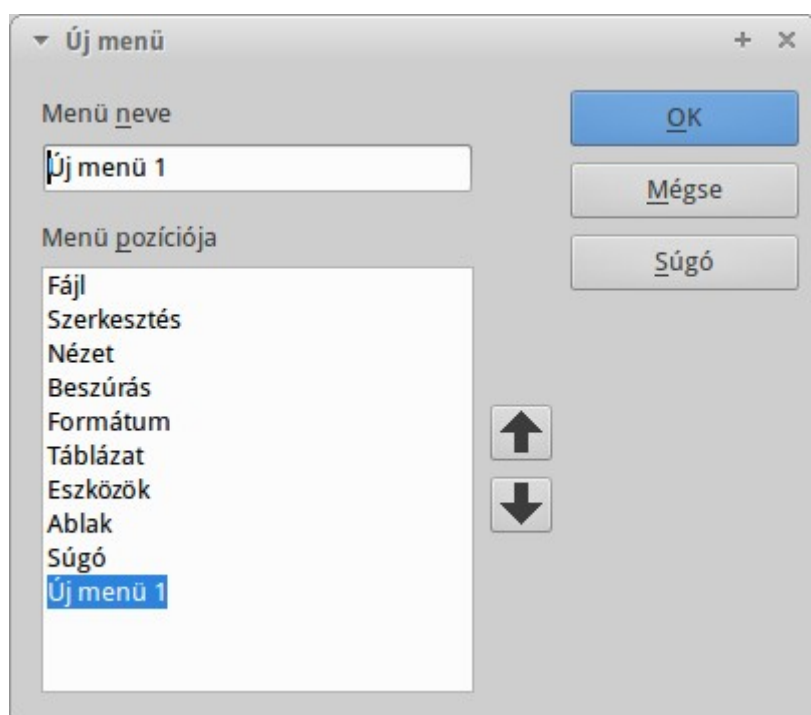 Új menü
Menü neve
Új menü 1
Menü pozíciója
Fájl
Szerkesztés
Nézet
Beszúrás
Formátum
Táblázat
Eszközök
Ablak
Súgó
Új menü 1
OK
Mégse
Súgó